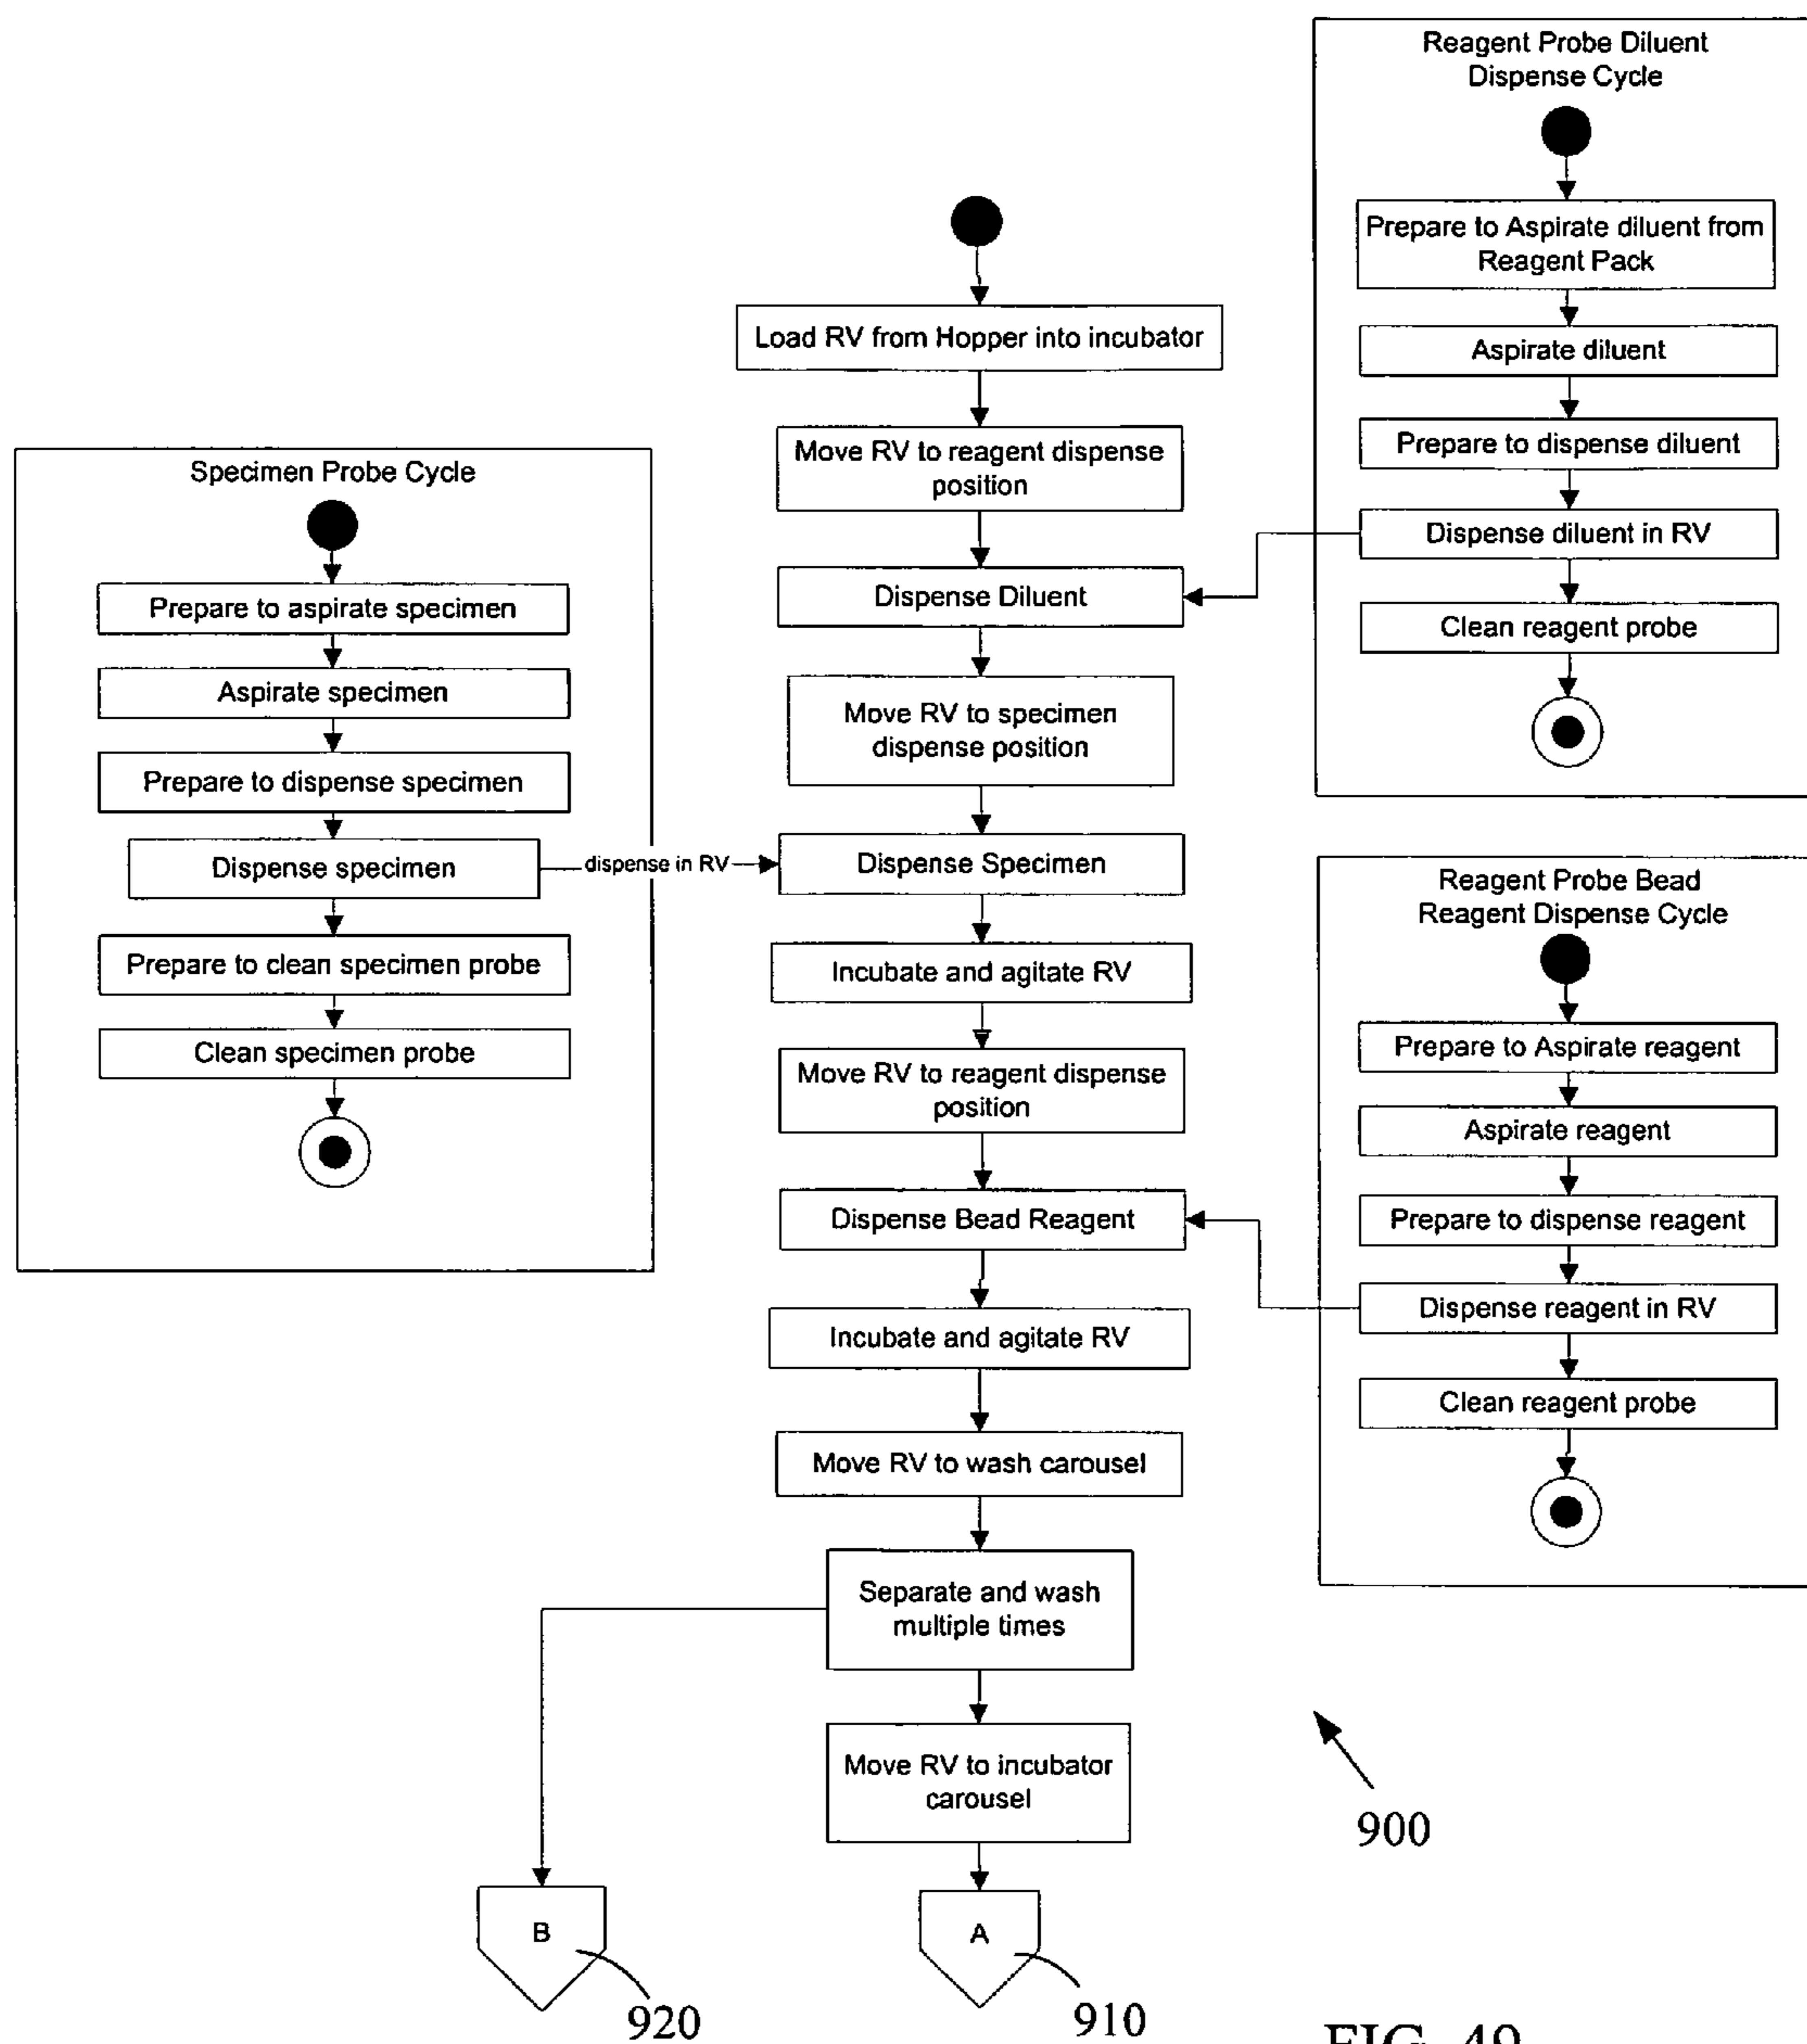 Reagent Probe Diluent
Dispense Cycle
Prepare to Aspirate diluent from
Reagent Pack
Aspirate diluent
Prepare to dispense diluent
Dispense diluent in RV
Clean reagent probe
Load RV from Hopper into incubator
Move RV to reagent dispense
position
Dispense Diluent
Move RV to specimen
dispense position
Dispense Specimen
Incubate and agitate RV
Move RV to reagent dispense
position
Dispense Bead Reagent
Incubate and agitate RV
Move RV to wash carousel
Separate and wash
multiple times
Move RV to incubator
carousel
Specimen Probe Cycle
Prepare to aspirate specimen
Aspirate specimen
Prepare to dispense specimen
Dispense specimen
dispense in RV
Prepare to clean specimen probe
Clean specimen probe
Reagent Probe Bead
Reagent Dispense Cycle
Prepare to Aspirate reagent
Aspirate reagent
Prepare to dispense reagent
Dispense reagent in RV
Clean reagent probe
900
B
A
920
910
FIG. 49